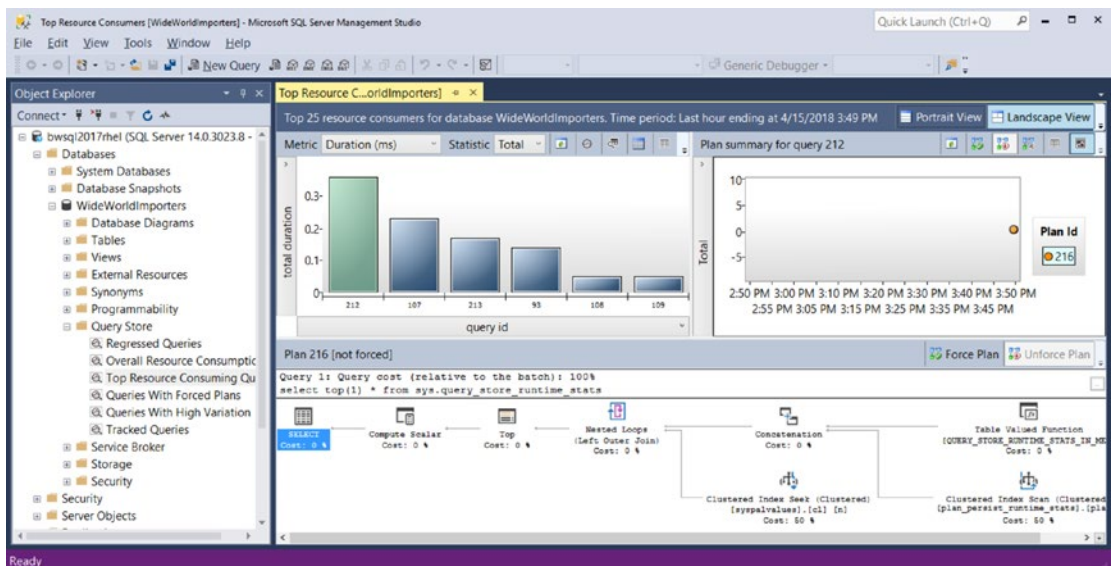 Top Resource Consumers [WideWorldImporters] - Microsoft SQL Server Management Studio
Quick Launch (Ctrl+Q)
File Edit View Tools Window Help
New Query
Generic Debugger
Object Explorer
Connect
bwsql2017rhel (SQL Server 14.0.3023.8 -
Databases
System Databases
Database Snapshots
WideWorldImporters
Database Diagrams
Tables
Views
External Resources
Synonyms
Programmability
Query Store
Regressed Queries
Overall Resource Consumptic
Top Resource Consuming Qu
Queries With Forced Plans
Queries With High Variation
Tracked Queries
Service Broker
Storage
Security
Security
Server Objects
Top Resource C...orldImporters]
Top 25 resource consumers for database WideWorldImporters. Time period: Last hour ending at 4/15/2018 3:49 PM
Portrait View
Landscape View
Metric Duration (ms) Statistic Total
total duration
0.3
0.2
0.1
0
212 107 213 93 108 109
query id
Plan summary for query 212
Total
10
5
0
-5
2:50 PM 3:00 PM 3:10 PM 3:20 PM 3:30 PM 3:40 PM 3:50 PM
2:55 PM 3:05 PM 3:15 PM 3:25 PM 3:35 PM 3:45 PM
Plan Id
216
Plan 216 [not forced]
Force Plan
Unforce Plan
Query 1: Query cost (relative to the batch): 100%
select top(1) * from sys.query_store_runtime_stats
SELECT
Cost: 0 %
Compute Scalar
Cost: 0 %
Top
Cost: 0 %
Nested Loops
(Left Outer Join)
Cost: 0 %
Concatenation
Cost: 0 %
Table Valued Function
[QUERY_STORE_RUNTIME_STATS_IN_ME
Cost: 0 %
Clustered Index Seek (Clustered)
[syspalvalues].[cl] [n]
Cost: 50 %
Clustered Index Scan (Clustered
[plan_persist_runtime_stats].[pla
Cost: 50 %
Ready